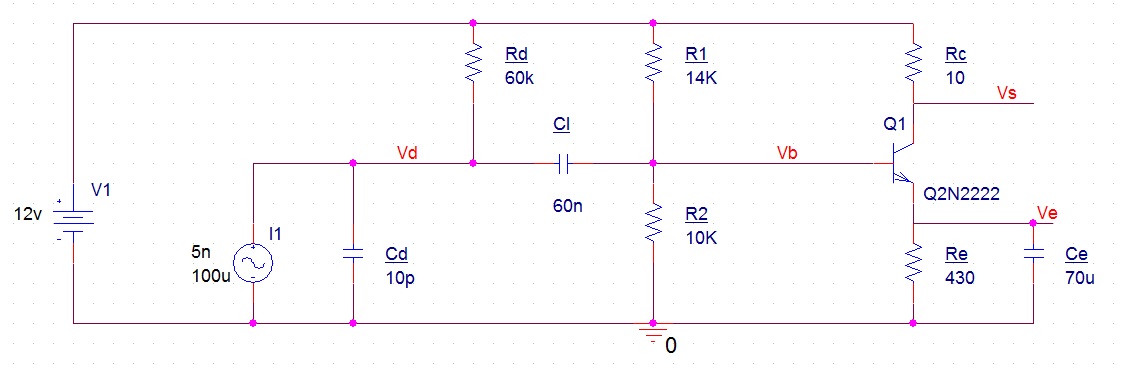 Rd
60k
R1
14K
Rc
10
Vs
Cl
Q1
Vd
Vb
V1
+
12v
-
60n
Q2N2222
R2
10K
Ve
I1
5n
100u
+
-
Cd
10p
Re
430
Ce
70u
0